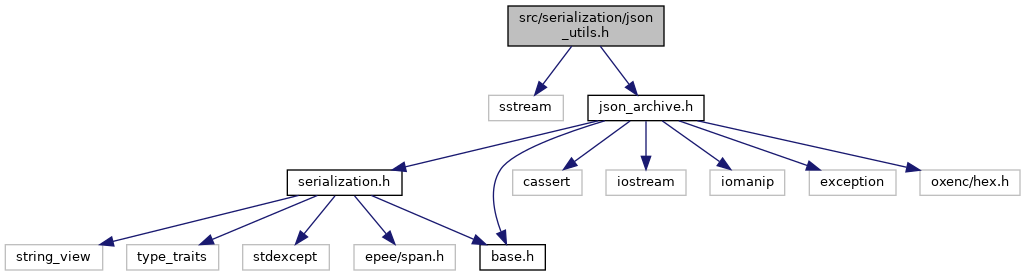 src/serialization/json
_utils.h
sstream
json_archive.h
serialization.h
cassert
iostream
iomanip
exception
oxenc/hex.h
string_view
type_traits
stdexcept
epee/span.h
base.h